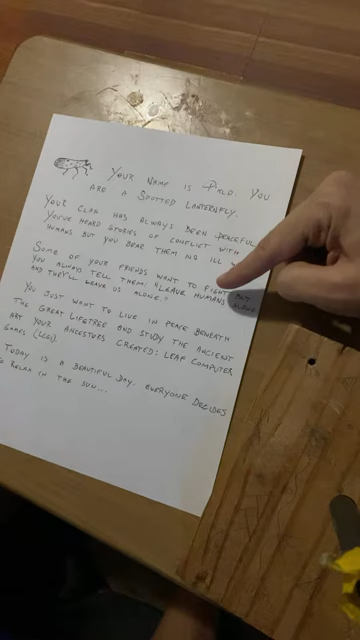 YOUR NAME IS PALO. YOU
ARE A SPOTTED LANTERNFLY.
YOUR CLAN HAS ALWAYS BEEN PEACEFUL.
YOU'VE HEARD STORIES OF CONFLICT WITH
HUMANS BUT YOU BEAR THEM NO ILL
SOME OF YOUR FRIENDS WANT TO FIGHT BUT
YOU ALWAYS TELL THEM: "LEAVE HUMANS ALONE
AND THEY'LL LEAVE US ALONE."
YOU JUST WANT TO LIVE IN PEACE BENEATH
THE GREAT LIFETREE AND STUDY THE ANCIENT
ART YOUR ANCESTORS CREATED: LEAF COMPUTER
GAMES (LCG).
TODAY IS A BEAUTIFUL DAY. EVERYONE DECIDES
TO RELAX IN THE SUN...